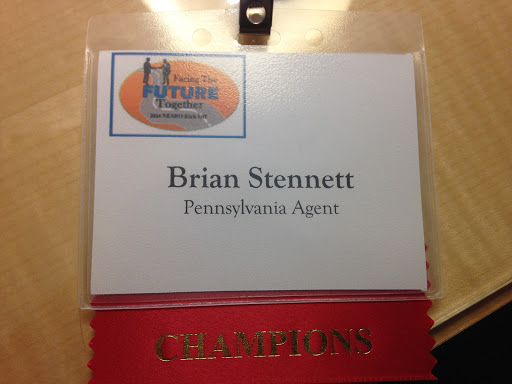 Facing The
FUTURE
Together
Brian Stennett
Pennsylvania Agent
CHAMPIONS